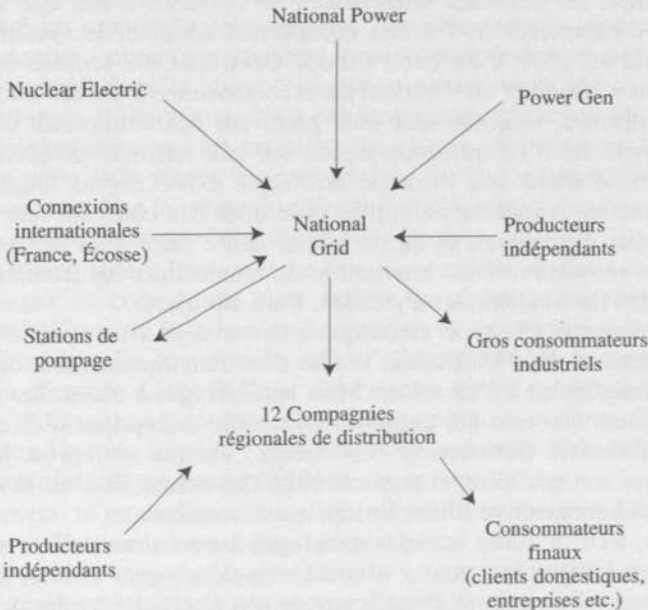 National Power
Nuclear Electric
Power Gen
Connexions
internationales
(France, Écosse)
National
Grid
Producteurs
indépendants
Stations de
pompage
Gros consommateurs
industriels
12 Compagnies
régionales de distribution
Producteurs
indépendants
Consommateurs
finaux
(clients domestiques,
entreprises etc.)